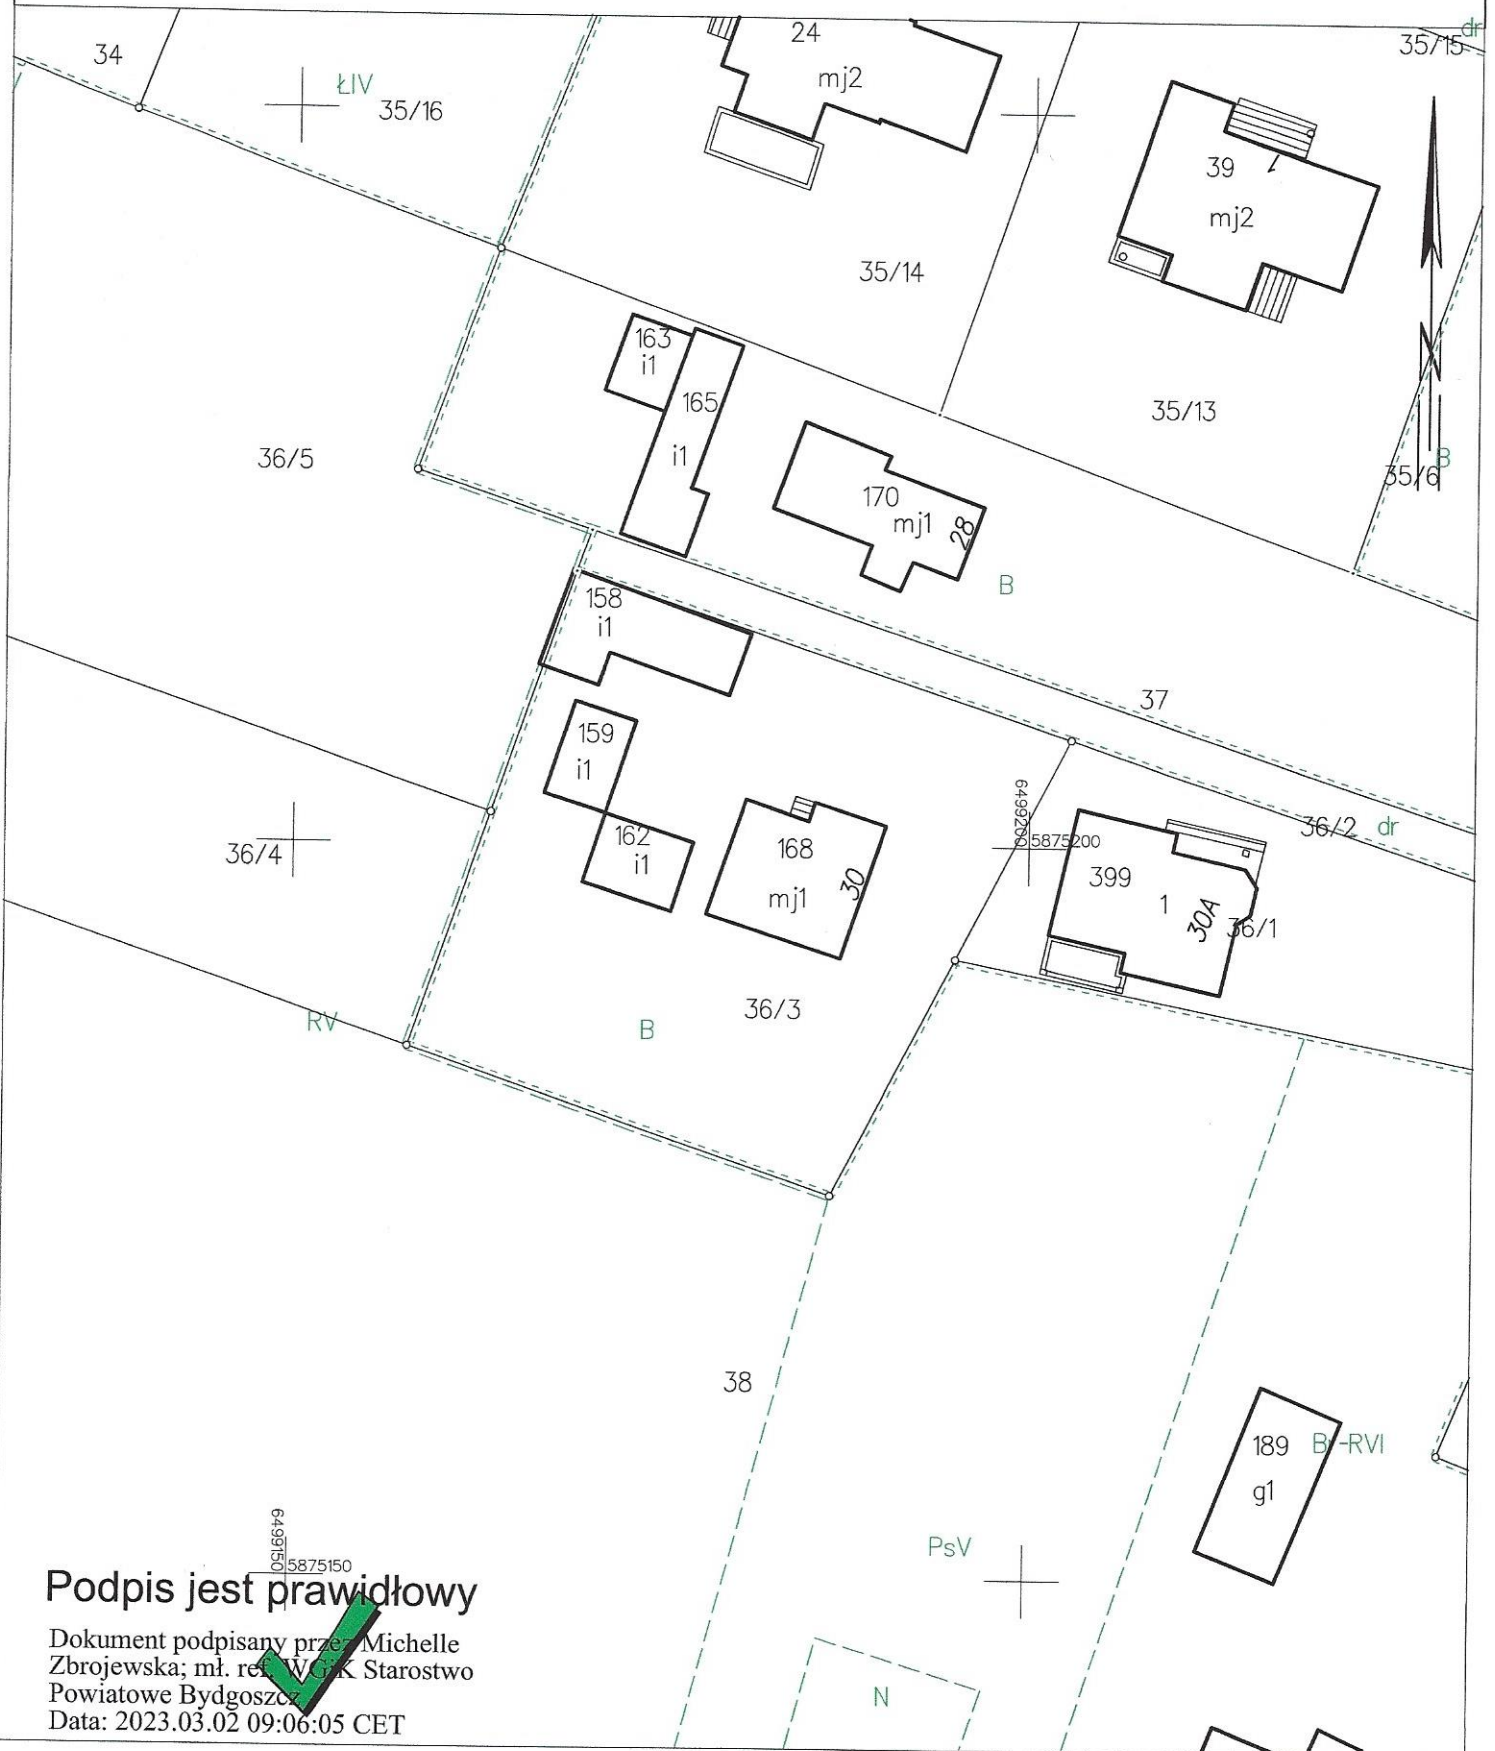 34
ŁIV
35/16
24
mj2
35/15
dr
39
1
mj2
35/14
163
i1
165
i1
35/13
36/5
170
mj1
28
35/6
B
B
158
i1
37
159
i1
162
i1
168
mj1
30
36/4
6499200
5875200
36/2
dr
399
1
30A
36/1
36/3
RV
B
38
189
g1
PsV
N
6499150
5875150
Podpis jest prawidłowy
Dokument podpisany przez Michelle
Zbrojewska; mł. ref. WGiK Starostwo
Powiatowe Bydgoszcz
Data: 2023.03.02 09:06:05 CET